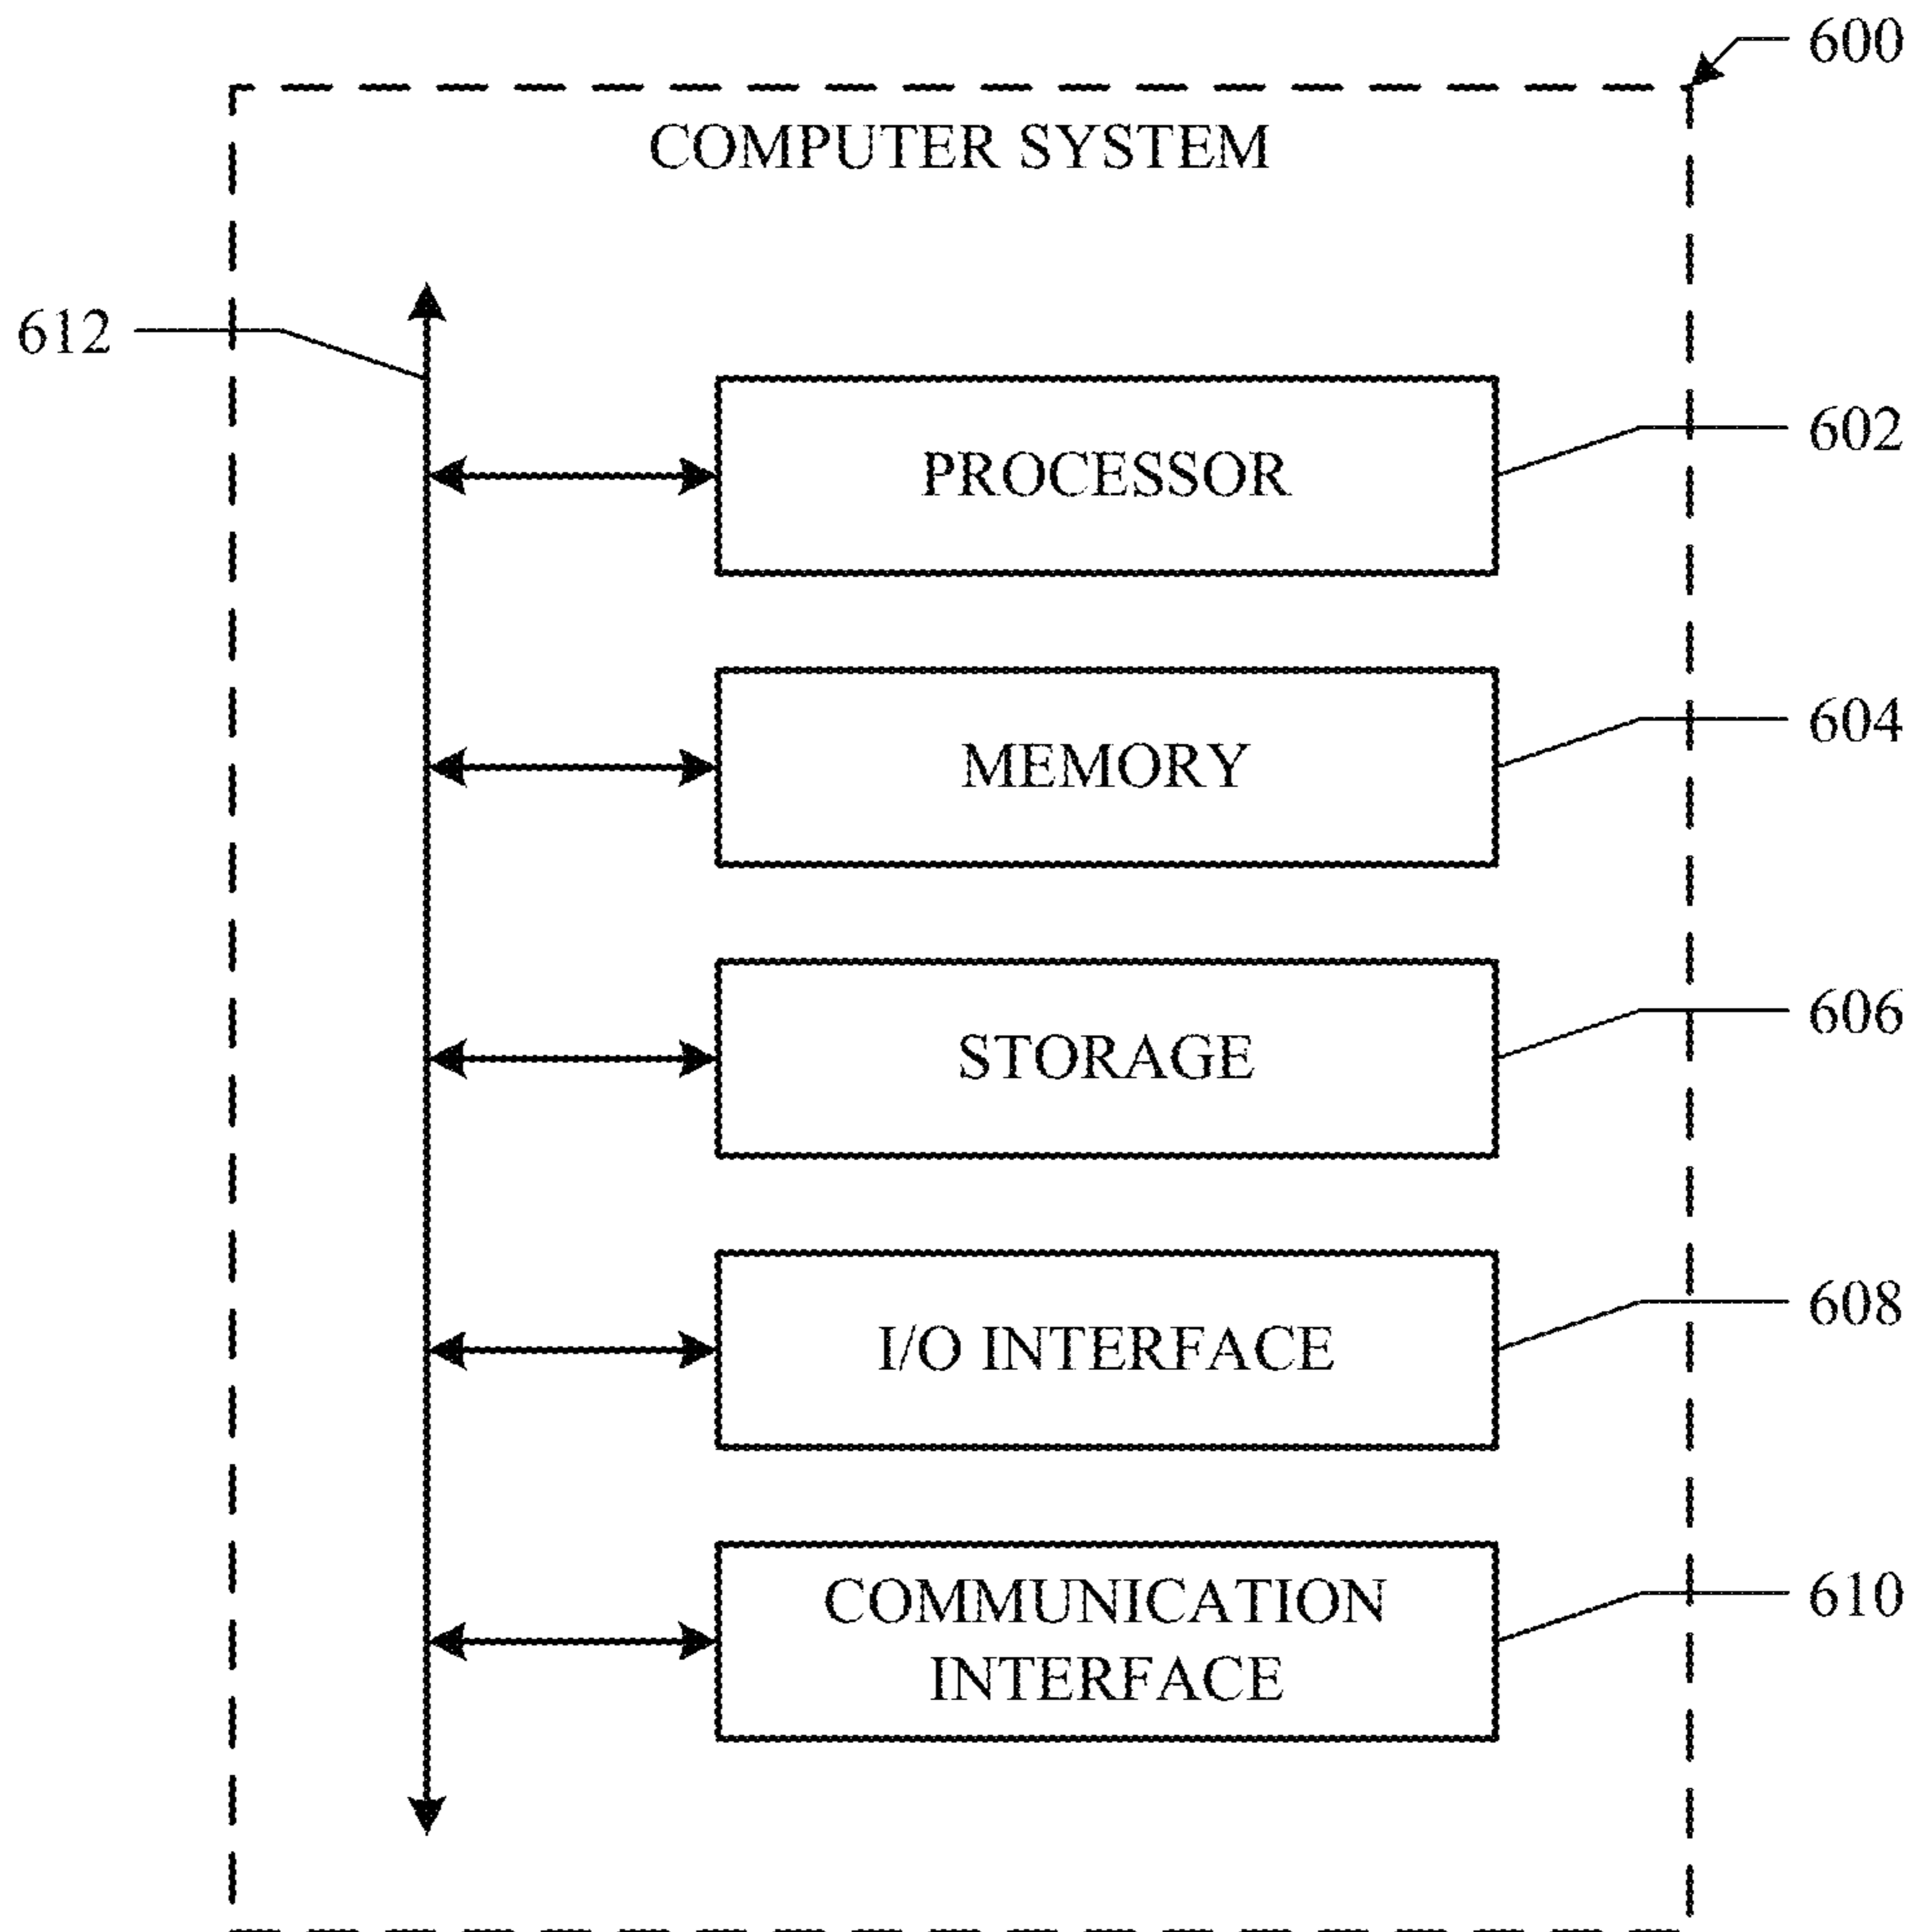 600
COMPUTER SYSTEM
612
PROCESSOR
602
MEMORY
604
STORAGE
606
I/O INTERFACE
608
COMMUNICATION
INTERFACE
610